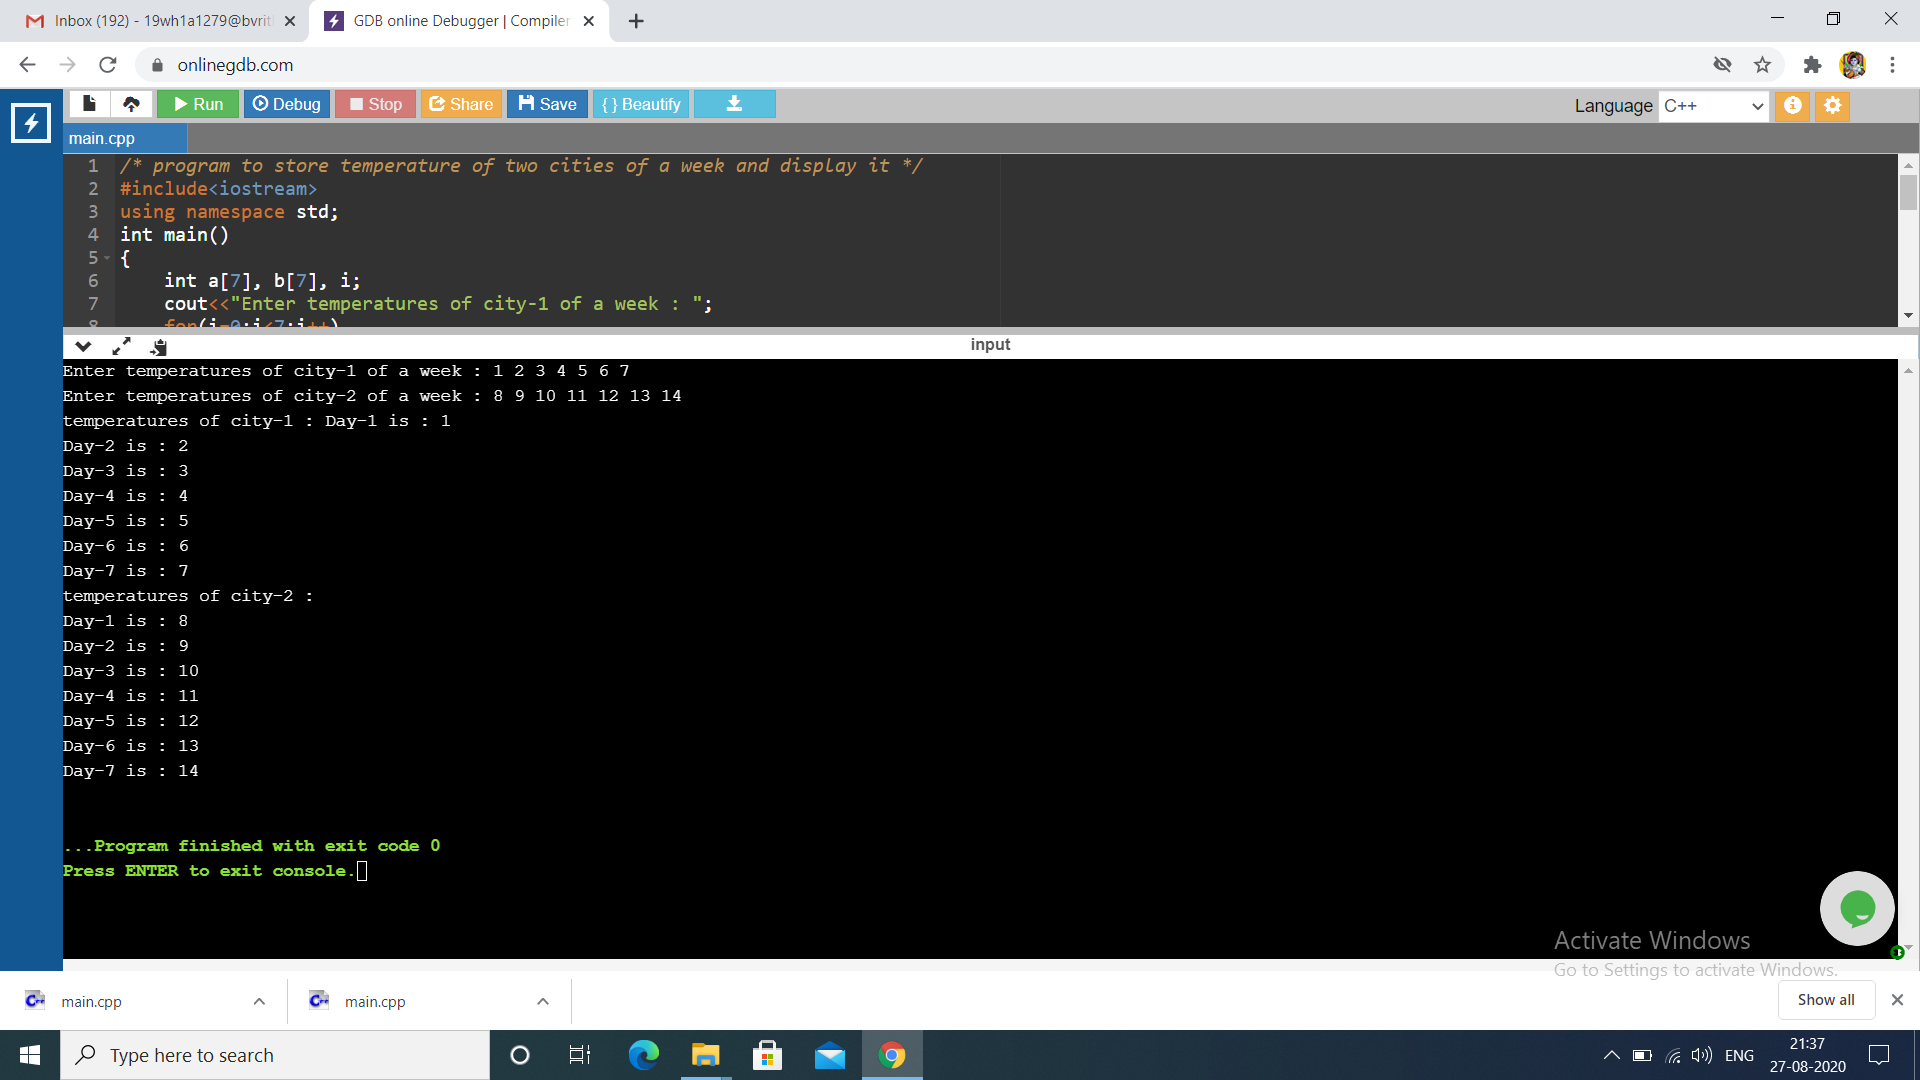 Inbox (192) - 19wh1a1279@bvrit
GDB online Debugger | Compiler
onlinegdb.com
Run Debug Stop Share Save { } Beautify
Language C++
main.cpp
1 /* program to store temperature of two cities of a week and display it */
2 #include<iostream>
3 using namespace std;
4 int main()
5 {
6 int a[7], b[7], i;
7 cout<<"Enter temperatures of city-1 of a week : ";
8 for(i=0;i<7;i++)
input
Enter temperatures of city-1 of a week : 1 2 3 4 5 6 7
Enter temperatures of city-2 of a week : 8 9 10 11 12 13 14
temperatures of city-1 : Day-1 is : 1
Day-2 is : 2
Day-3 is : 3
Day-4 is : 4
Day-5 is : 5
Day-6 is : 6
Day-7 is : 7
temperatures of city-2 :
Day-1 is : 8
Day-2 is : 9
Day-3 is : 10
Day-4 is : 11
Day-5 is : 12
Day-6 is : 13
Day-7 is : 14
...Program finished with exit code 0
Press ENTER to exit console.
Activate Windows
Go to Settings to activate Windows.
main.cpp
main.cpp
Show all
Type here to search
ENG
21:37
27-08-2020